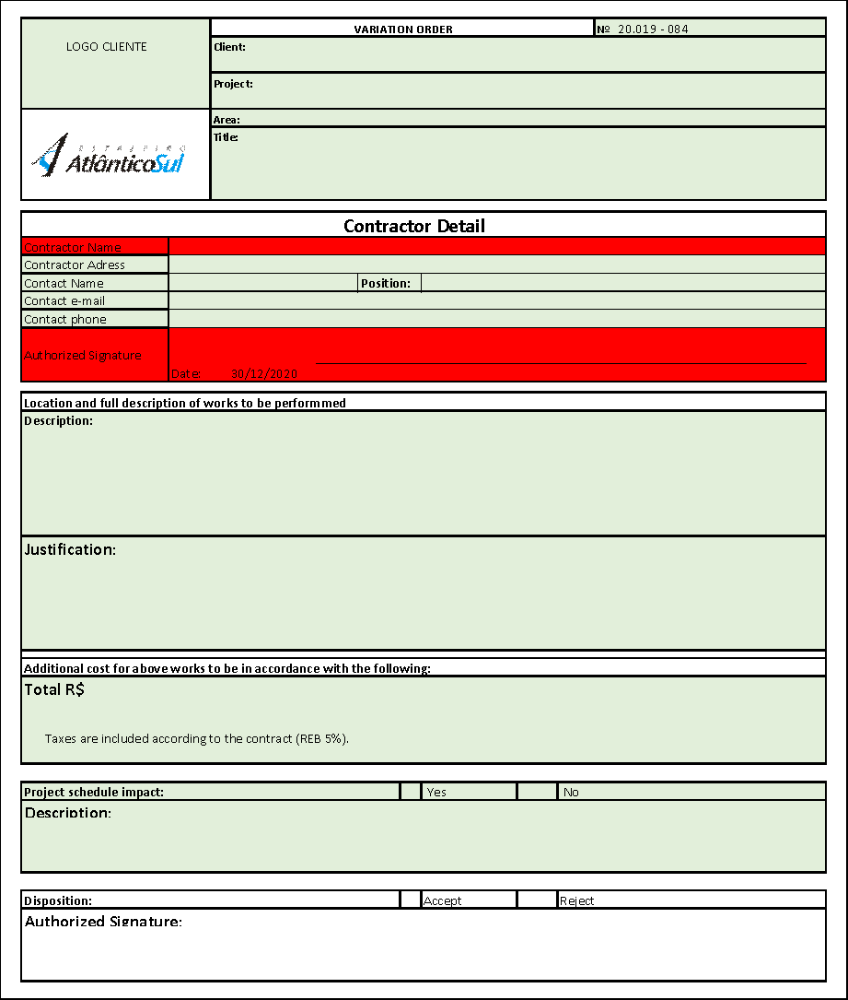 LOGO CLIENTE
VARIATION ORDER
Nº 20.019 - 084
Client:
Project:
Area:
Title:
ESTALEIRO
AtlânticoSul
Contractor Detail
Contractor Name
Contractor Adress
Contact Name
Position:
Contact e-mail
Contact phone
Authorized Signature
Date: 30/12/2020
Location and full description of works to be performmed
Description:
Justification:
Additional cost for above works to be in accordance with the following:
Total R$
Taxes are included according to the contract (REB 5%).
Project schedule impact:
Yes
No
Description:
Disposition:
Accept
Reject
Authorized Signature: